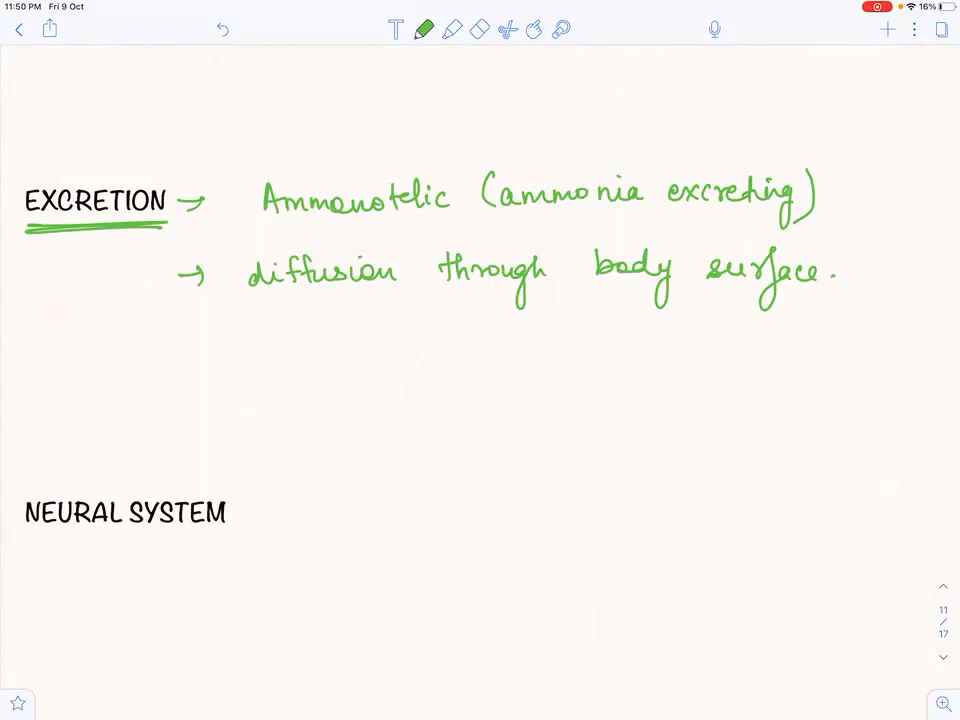 11:50 PM Fri 9 Oct
16%
EXCRETION → Ammonotelic (ammonia excreting)
→ diffusion through body surface.
NEURAL SYSTEM
11
/
17